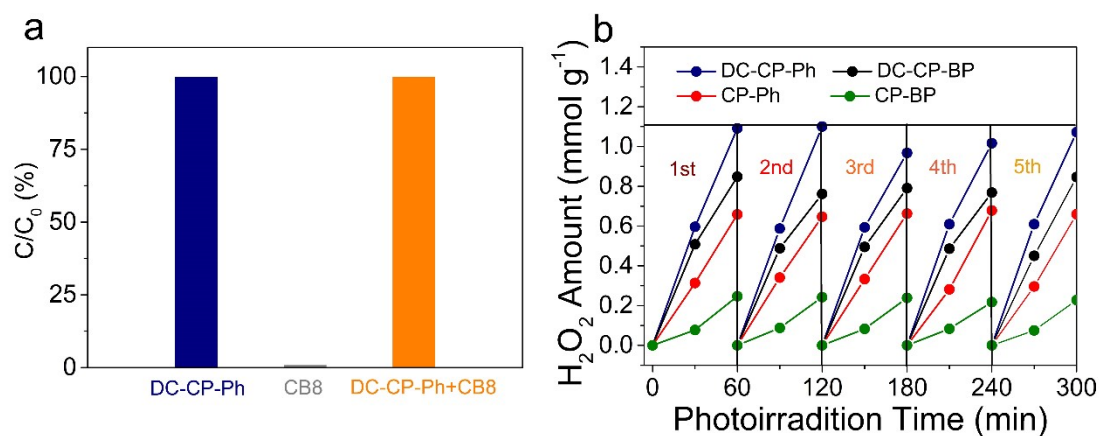 a
C/C₀ (%)
100
75
50
25
0
DC-CP-Ph
CB8
DC-CP-Ph+CB8
b
H₂O₂ Amount (mmol g⁻¹)
1.4
1.2
1.0
0.8
0.6
0.4
0.2
0.0
DC-CP-Ph
DC-CP-BP
CP-Ph
CP-BP
1st
2nd
3rd
4th
5th
0
60
120
180
240
300
Photoirradition Time (min)